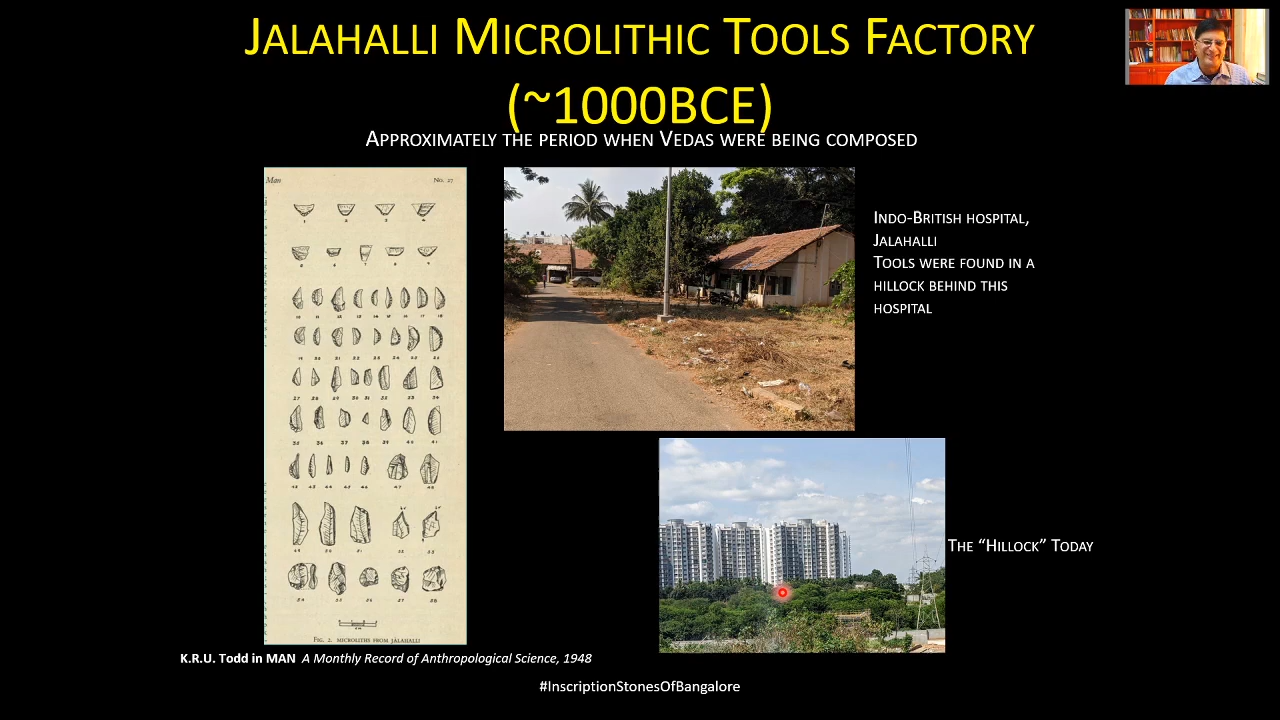 JALAHALLI MICROLITHIC TOOLS FACTORY
(~1000BCE)
APPROXIMATELY THE PERIOD WHEN VEDAS WERE BEING COMPOSED
Man
No. 27
FIG. 2. MICROLITHS FROM JALAHALLI
INDO-BRITISH HOSPITAL,
JALAHALLI
TOOLS WERE FOUND IN A
HILLOCK BEHIND THIS
HOSPITAL
THE “HILLOCK” TODAY
K.R.U. Todd in MAN A Monthly Record of Anthropological Science, 1948
#InscriptionStonesOfBangalore